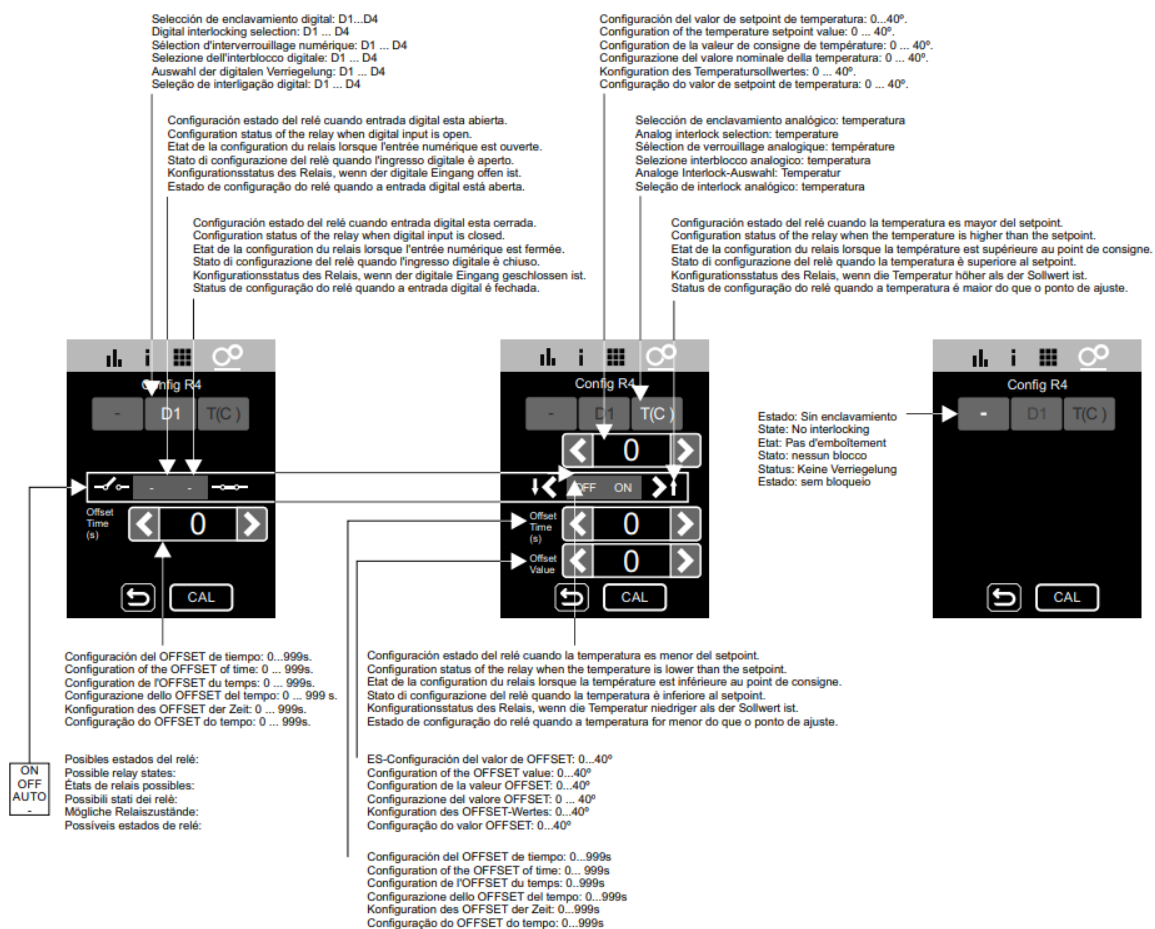 Selección de enclavamiento digital: D1...D4
Digital interlocking selection: D1 ... D4
Sélection d'interverrouillage numérique: D1 ... D4
Selezione dell'interblocco digitale: D1 ... D4
Auswahl der digitalen Verriegelung: D1 ... D4
Seleção de interligação digital: D1 ... D4
Configuración del valor de setpoint de temperatura: 0...40º.
Configuration of the temperature setpoint value: 0 ... 40º.
Configuration de la valeur de consigne de température: 0 ... 40º.
Configurazione del valore nominale della temperatura: 0 ... 40º.
Konfiguration des Temperatursollwertes: 0 ... 40º.
Configuração do valor de setpoint de temperatura: 0 ... 40º.
Configuración estado del relé cuando entrada digital esta abierta.
Configuration status of the relay when digital input is open.
Etat de la configuration du relais lorsque l'entrée numérique est ouverte.
Stato di configurazione del relè quando l'ingresso digitale è aperto.
Konfigurationsstatus des Relais, wenn der digitale Eingang offen ist.
Estado de configuração do relé quando a entrada digital está aberta.
Selección de enclavamiento analógico: temperatura
Analog interlock selection: temperature
Sélection de verrouillage analogique: température
Selezione interblocco analogico: temperatura
Analoge Interlock-Auswahl: Temperatur
Seleção de interlock analógico: temperatura
Configuración estado del relé cuando entrada digital esta cerrada.
Configuration status of the relay when digital input is closed.
Etat de la configuration du relais lorsque l'entrée numérique est fermée.
Stato di configurazione del relè quando l'ingresso digitale è chiuso.
Konfigurationsstatus des Relais, wenn der digitale Eingang geschlossen ist.
Status de configuração do relé quando a entrada digital é fechada.
Configuración estado del relé cuando la temperatura es mayor del setpoint.
Configuration status of the relay when the temperature is higher than the setpoint.
Etat de la configuration du relais lorsque la température est supérieure au point de consigne.
Stato di configurazione del relè quando la temperatura è superiore al setpoint.
Konfigurationsstatus des Relais, wenn die Temperatur höher als der Sollwert ist.
Status de configuração do relé quando a temperatura é maior do que o ponto de ajuste.
Config R4
- D1 T(C )
- -
Offset
Time
(s)
0
CAL
Config R4
- D1 T(C )
0
OFF ON
Offset
Time
(s)
0
Offset
Value
0
CAL
Estado: Sin enclavamiento
State: No interlocking
Etat: Pas d'emboîtement
Stato: nessun blocco
Status: Keine Verriegelung
Estado: sem bloqueio
Config R4
- D1 T(C )
CAL
Configuración del OFFSET de tiempo: 0...999s.
Configuration of the OFFSET of time: 0 ... 999s.
Configuration de l'OFFSET du temps: 0 ... 999s.
Configurazione dello OFFSET del tempo: 0 ... 999 s.
Konfiguration des OFFSET der Zeit: 0 ... 999s.
Configuração do OFFSET do tempo: 0 ... 999s.
Configuración estado del relé cuando la temperatura es menor del setpoint.
Configuration status of the relay when the temperature is lower than the setpoint.
Etat de la configuration du relais lorsque la température est inférieure au point de consigne.
Stato di configurazione del relè quando la temperatura è inferiore al setpoint.
Konfigurationsstatus des Relais, wenn die Temperatur niedriger als der Sollwert ist.
Estado de configuração do relé quando a temperatura for menor do que o ponto de ajuste.
ON
OFF
AUTO
-
Posibles estados del relé:
Possible relay states:
États de relais possibles:
Possibili stati dei relè:
Mögliche Relaiszustände:
Possíveis estados de relé:
ES-Configuración del valor de OFFSET: 0...40º
Configuration of the OFFSET value: 0...40º
Configuration de la valeur OFFSET: 0...40º
Configurazione del valore OFFSET: 0 ... 40º
Konfiguration des OFFSET-Wertes: 0...40º
Configuração do valor OFFSET: 0...40º
Configuración del OFFSET de tiempo: 0...999s
Configuration of the OFFSET of time: 0... 999s
Configuration de l'OFFSET du temps: 0..999s
Configurazione dello OFFSET del tempo: 0...999s
Konfiguration des OFFSET der Zeit: 0...999s
Configuração do OFFSET do tempo: 0...999s